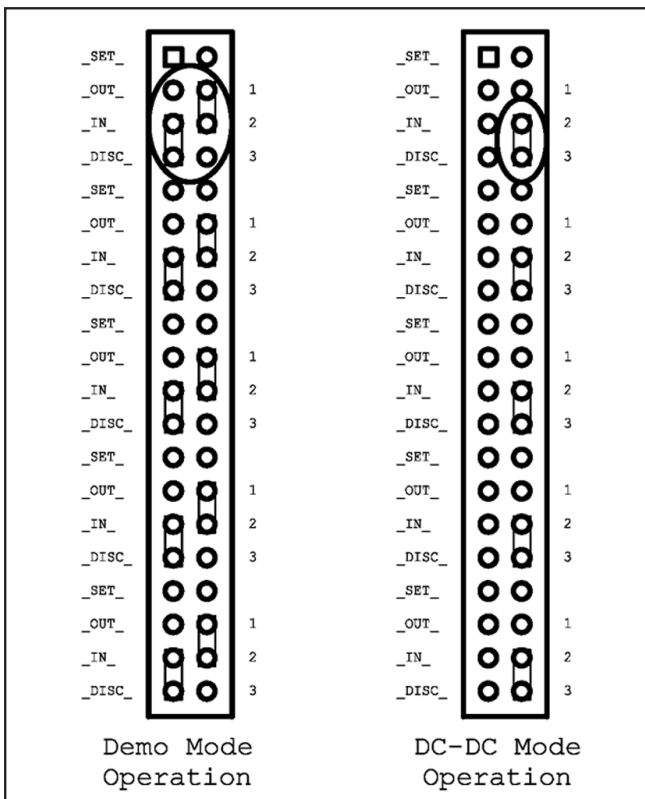 _SET_ _SET_
_OUT_ 1 _OUT_ 1
_IN_ 2 _IN_ 2
_DISC_ 3 _DISC_ 3
_SET_ _SET_
_OUT_ 1 _OUT_ 1
_IN_ 2 _IN_ 2
_DISC_ 3 _DISC_ 3
_SET_ _SET_
_OUT_ 1 _OUT_ 1
_IN_ 2 _IN_ 2
_DISC_ 3 _DISC_ 3
_SET_ _SET_
_OUT_ 1 _OUT_ 1
_IN_ 2 _IN_ 2
_DISC_ 3 _DISC_ 3
_SET_ _SET_
_OUT_ 1 _OUT_ 1
_IN_ 2 _IN_ 2
_DISC_ 3 _DISC_ 3
Demo Mode DC-DC Mode
Operation Operation